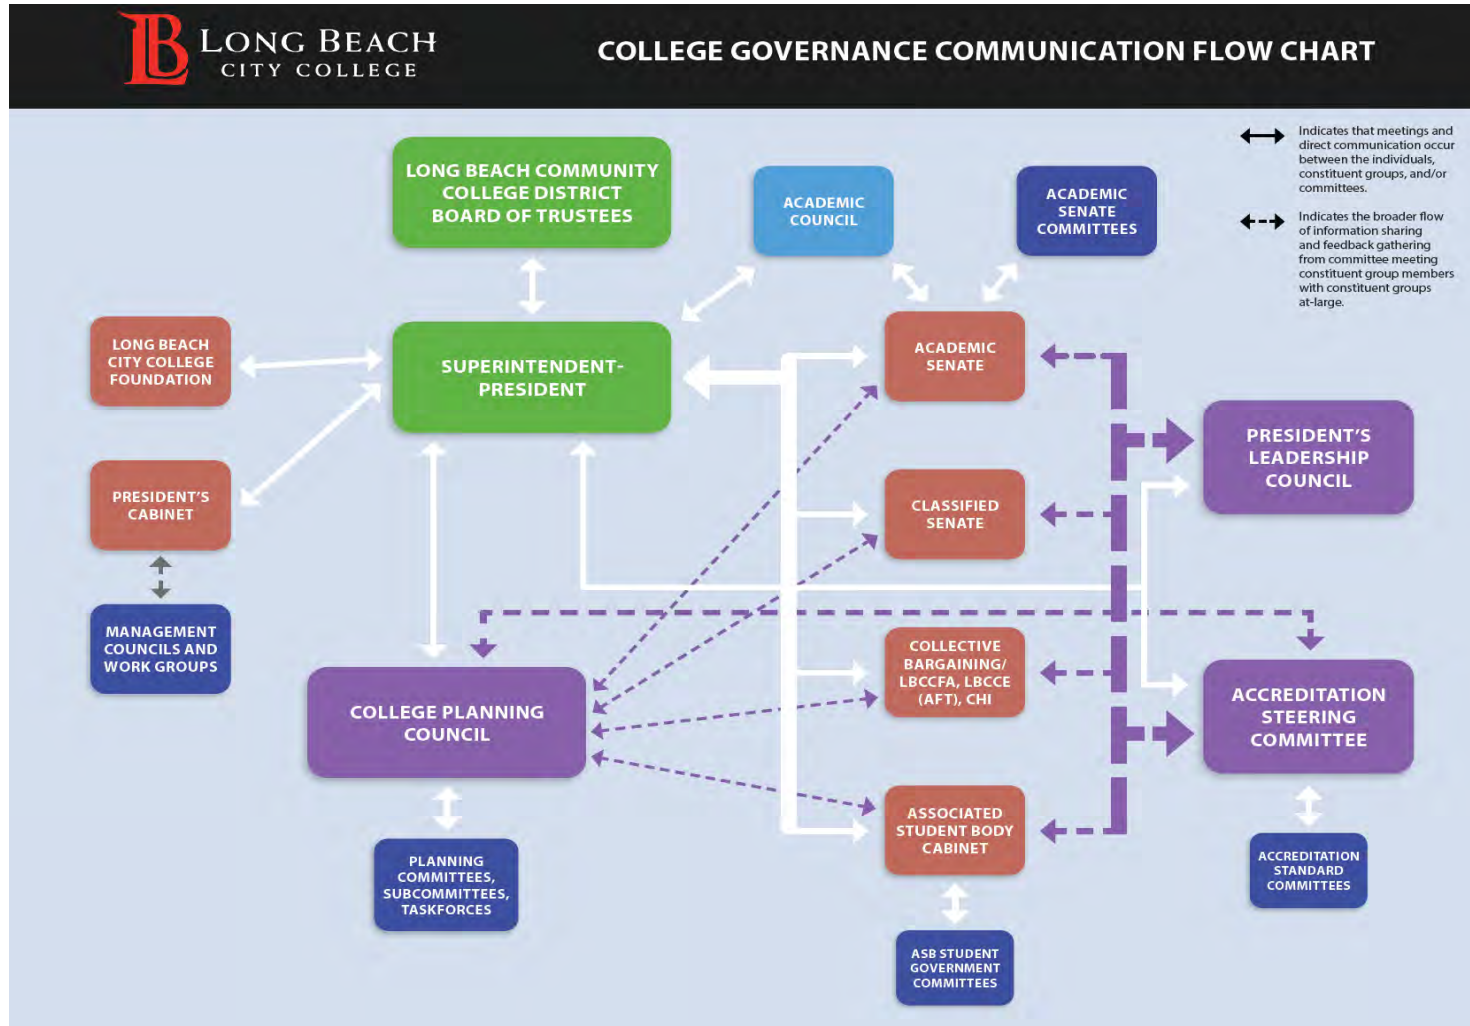 LB
LONG BEACH
CITY COLLEGE
COLLEGE GOVERNANCE COMMUNICATION FLOW CHART
Indicates that meetings and
direct communication occur
between the individuals,
constituent groups, and/or
committees.
Indicates the broader flow
of information sharing
and feedback gathering
from committee meeting
constituent group members
with constituent groups
at-large.
LONG BEACH COMMUNITY
COLLEGE DISTRICT
BOARD OF TRUSTEES
ACADEMIC
COUNCIL
ACADEMIC
SENATE
COMMITTEES
LONG BEACH
CITY COLLEGE
FOUNDATION
SUPERINTENDENT-
PRESIDENT
ACADEMIC
SENATE
PRESIDENT'S
LEADERSHIP
COUNCIL
PRESIDENT'S
CABINET
CLASSIFIED
SENATE
MANAGEMENT
COUNCILS AND
WORK GROUPS
COLLECTIVE
BARGAINING/
LBCCFA, LBCCE
(AFT), CHI
COLLEGE PLANNING
COUNCIL
ACCREDITATION
STEERING
COMMITTEE
ASSOCIATED
STUDENT BODY
CABINET
PLANNING
COMMITTEES,
SUBCOMMITTEES,
TASKFORCES
ACCREDITATION
STANDARD
COMMITTEES
ASB STUDENT
GOVERNMENT
COMMITTEES